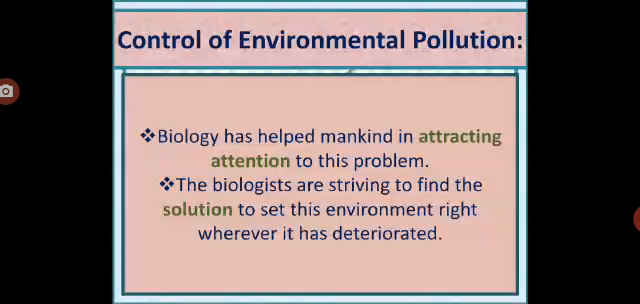 Control of Environmental Pollution:
❖Biology has helped mankind in attracting
attention to this problem.
❖The biologists are striving to find the
solution to set this environment right
wherever it has deteriorated.